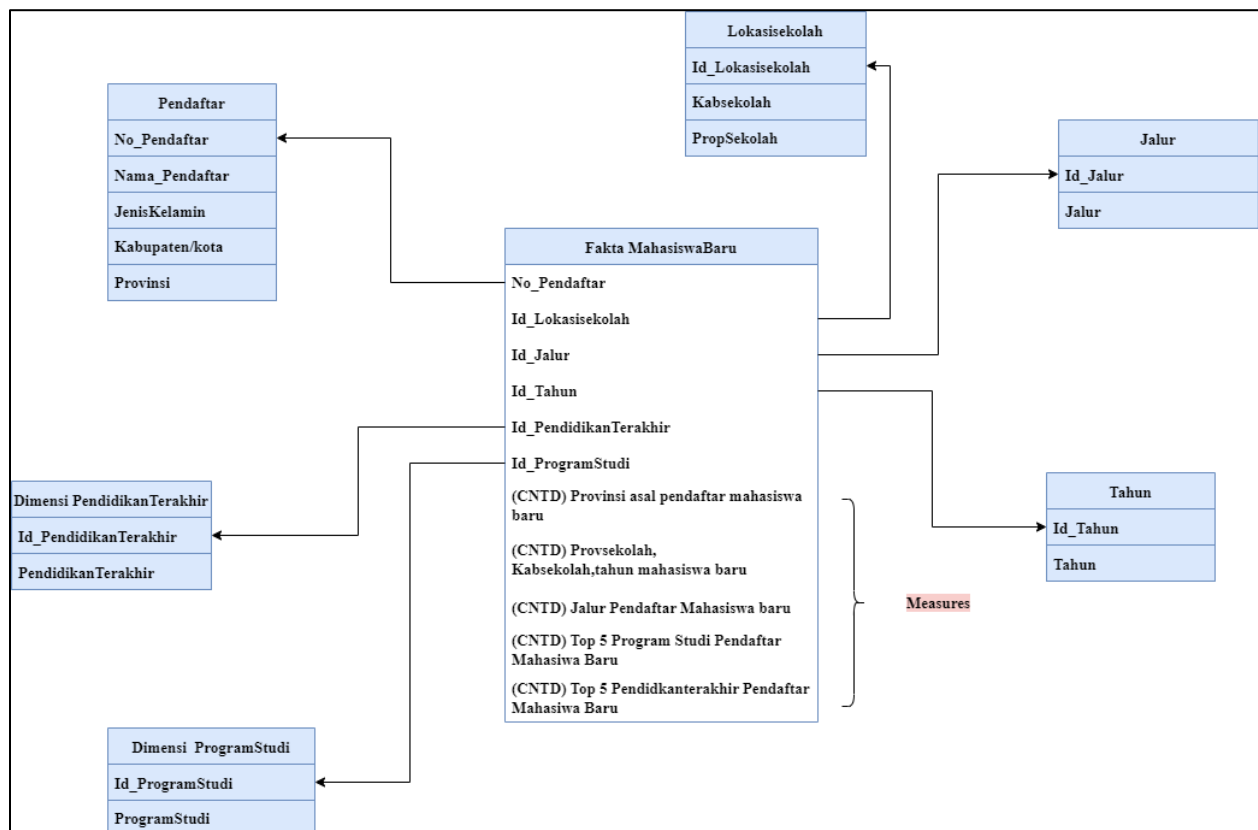 Lokasisekolah
Id_Lokasisekolah
Kabsekolah
PropSekolah
Pendaftar
No_Pendaftar
Nama_Pendaftar
JenisKelamin
Kabupaten/kota
Provinsi
Jalur
Id_Jalur
Jalur
Fakta MahasiswaBaru
No_Pendaftar
Id_Lokasisekolah
Id_Jalur
Id_Tahun
Id_PendidikanTerakhir
Id_ProgramStudi
(CNTD) Provinsi asal pendaftar mahasiswa
baru
(CNTD) Provsekolah,
Kabsekolah,tahun mahasiswa baru
(CNTD) Jalur Pendaftar Mahasiswa baru
(CNTD) Top 5 Program Studi Pendaftar
Mahasiwa Baru
(CNTD) Top 5 Pendidkanterakhir Pendaftar
Mahasiwa Baru
Measures
Dimensi PendidikanTerakhir
Id_PendidikanTerakhir
PendidikanTerakhir
Tahun
Id_Tahun
Tahun
Dimensi ProgramStudi
Id_ProgramStudi
ProgramStudi